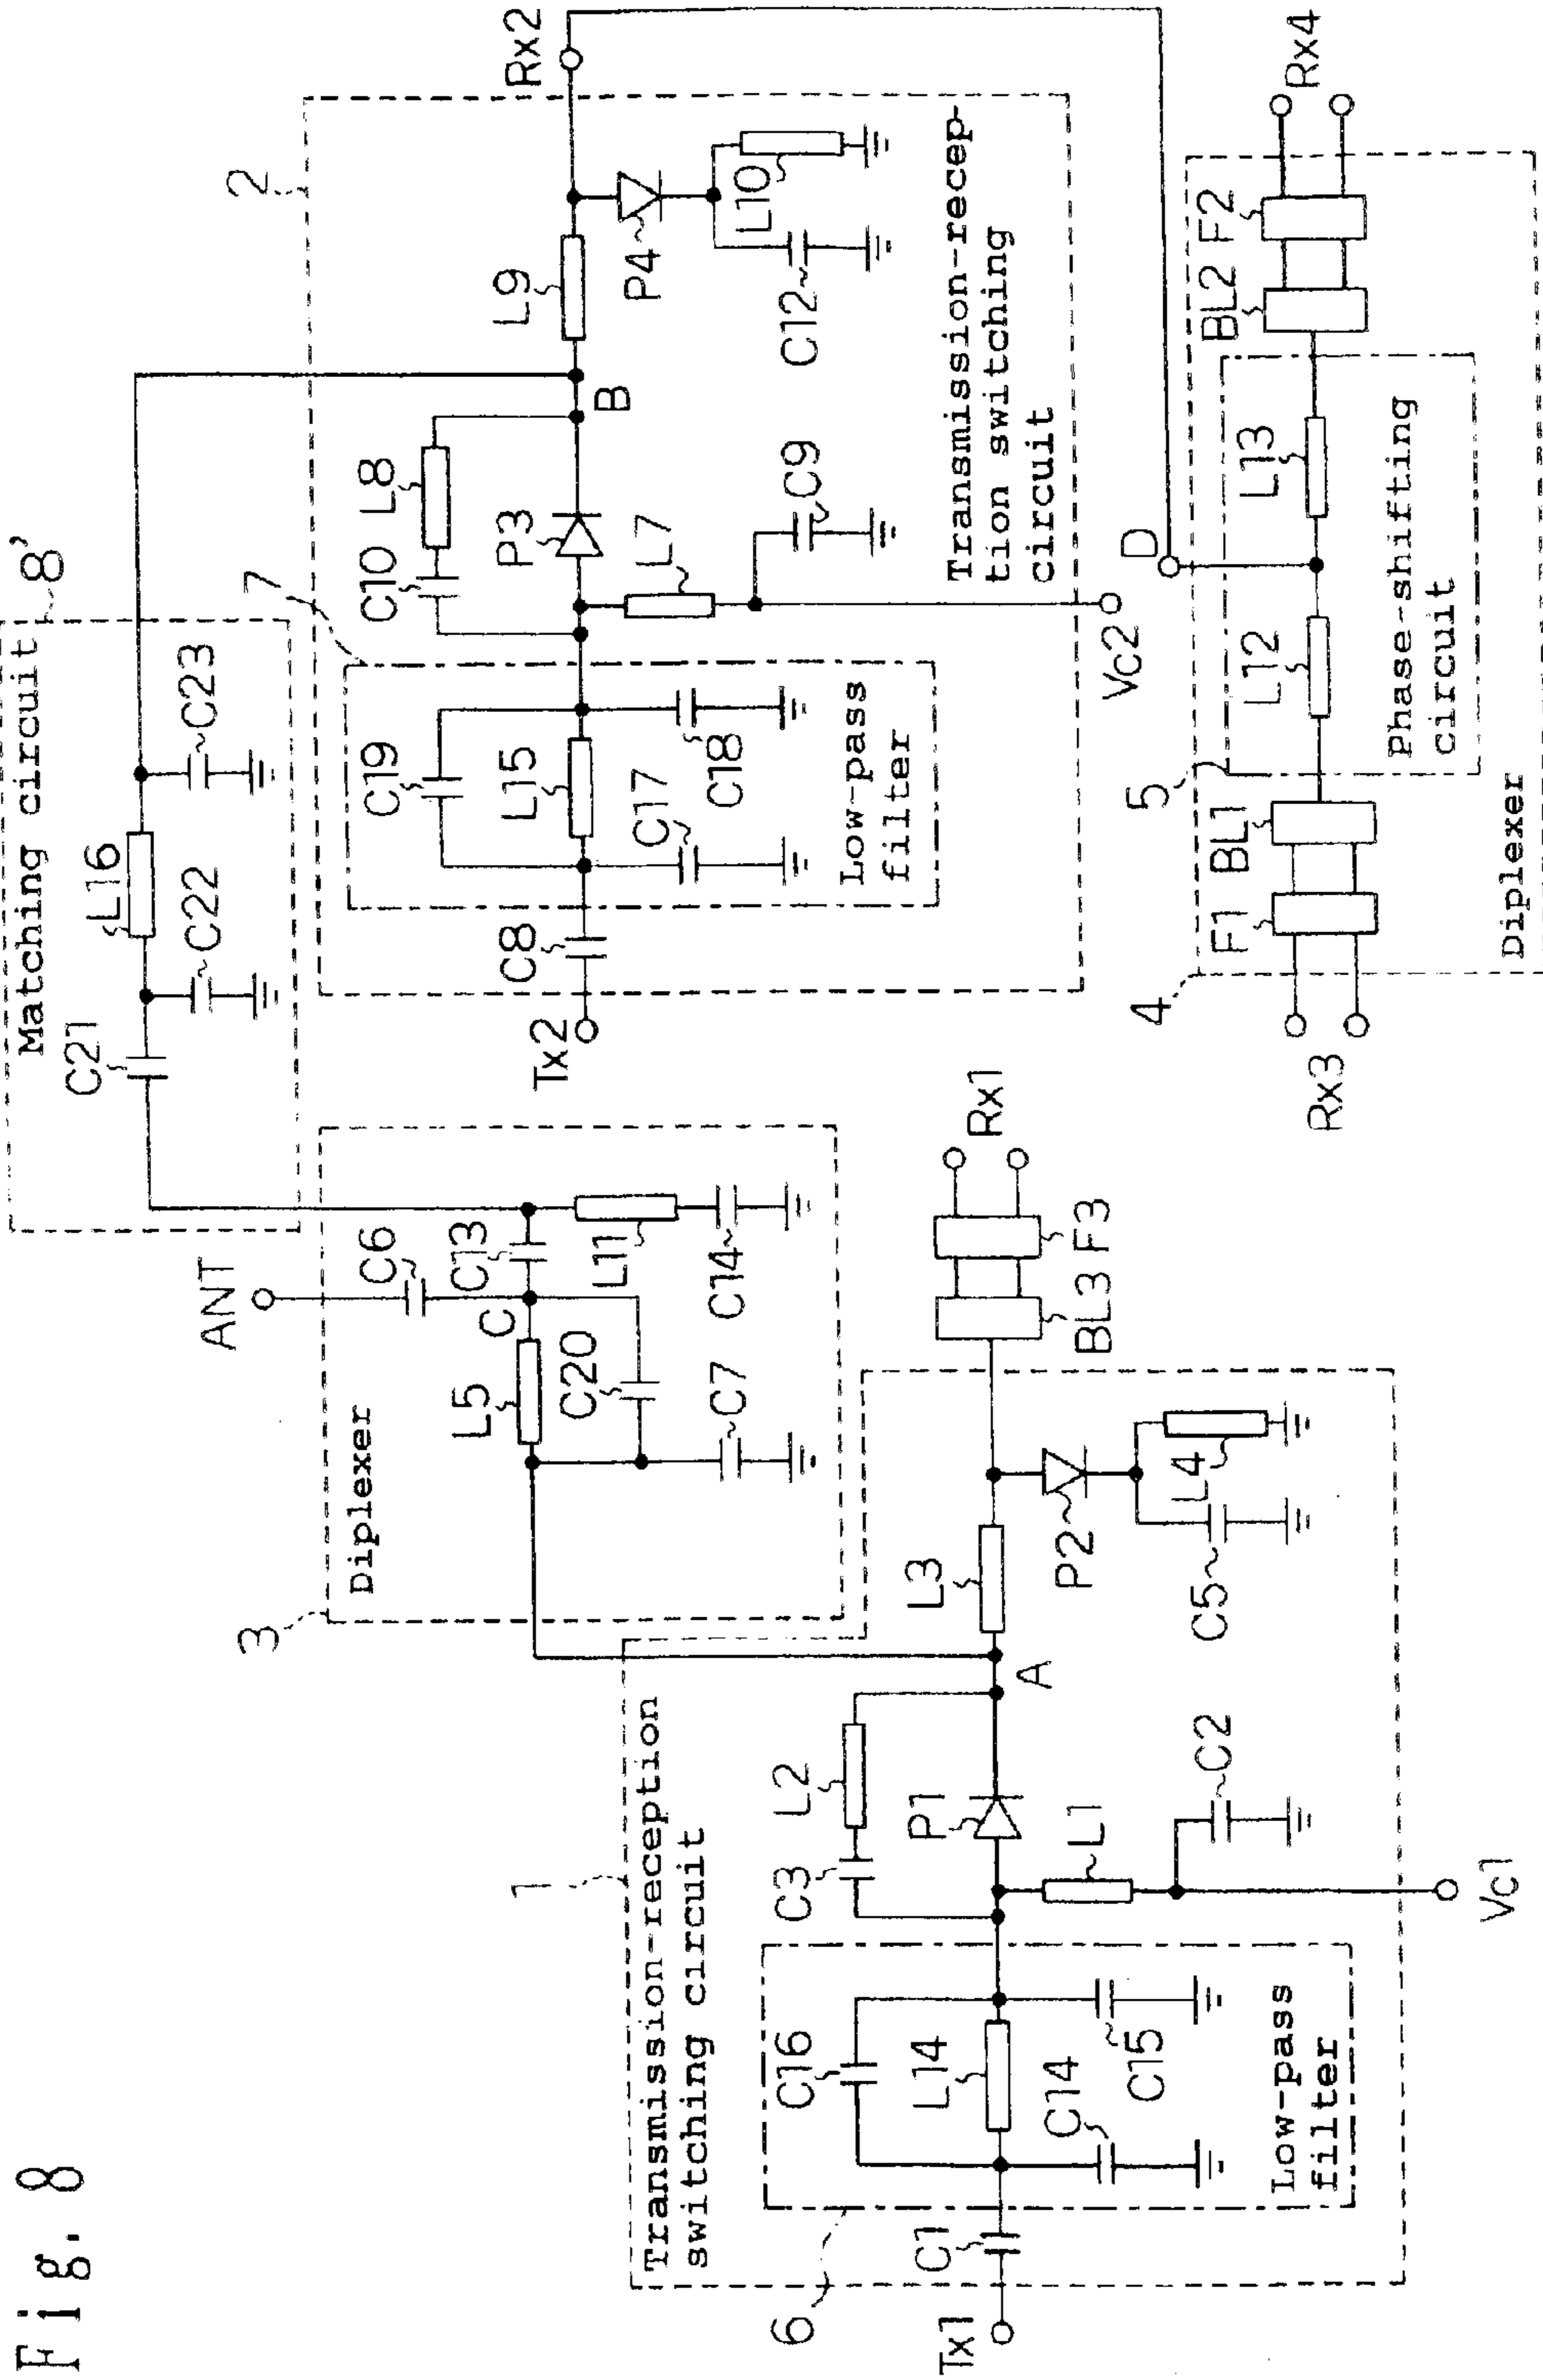 Fig. 8
Matching circuit
8'
C21
L16
C22
C23
ANT
C6
3
Diplexer
L5
C
C13
C20
C7
L11
C14
2
7
Tx2
C8
C19
L15
C17
C18
Low-pass
filter
C10
L8
P3
L7
C9
Vc2
B
L9
P4
L10
C12
Rx2
Transmission-recep-
tion switching
circuit
1
Transmission-reception
switching circuit
6
Tx1
C1
C16
L14
C14
C15
Low-pass
filter
C3
L2
P1
L1
C2
Vc1
A
L3
P2
L4
C5
BL3
F3
Rx1
4
5
D
Rx3
F1
BL1
L12
L13
BL2
F2
Rx4
Phase-shifting
circuit
Diplexer